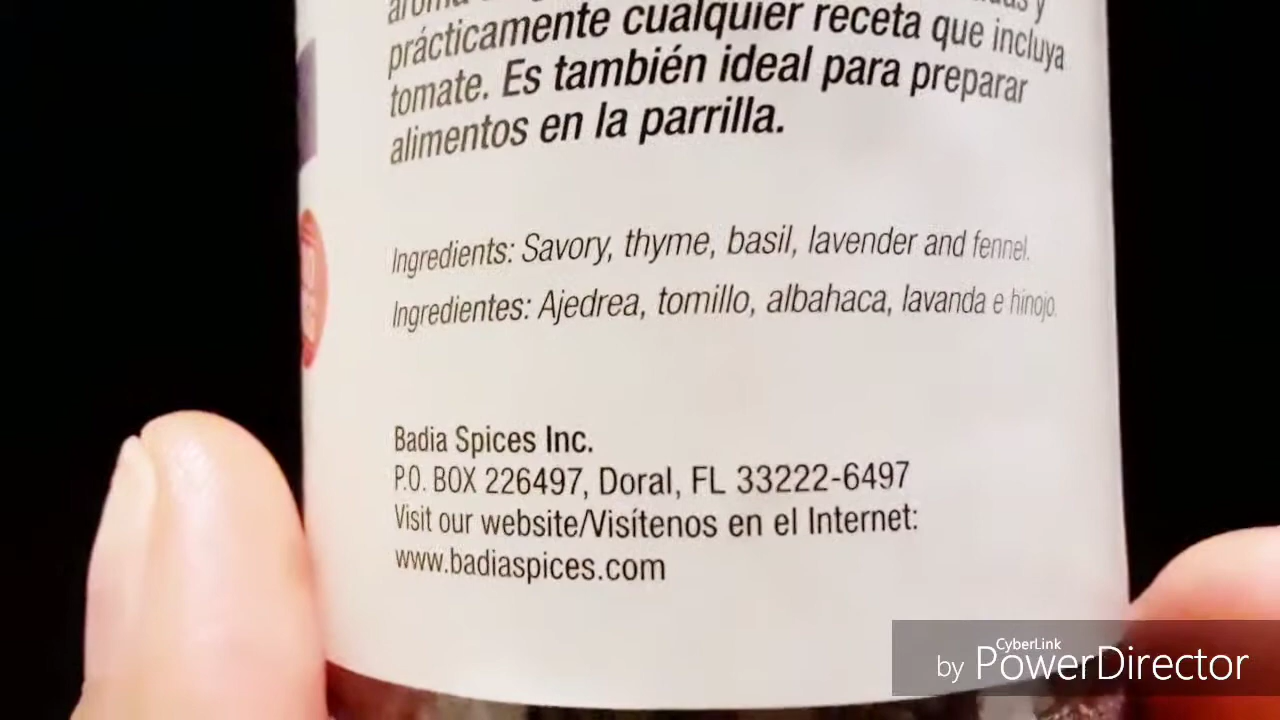 aroma
prácticamente cualquier receta que incluya
tomate. Es también ideal para preparar
alimentos en la parrilla.
Ingredients: Savory, thyme, basil, lavender and fennel.
Ingredientes: Ajedrea, tomillo, albahaca, lavanda e hinojo.
Badia Spices Inc.
P.O. BOX 226497, Doral, FL 33222-6497
Visit our website/Visítenos en el Internet:
www.badiaspices.com
CyberLink
by PowerDirector